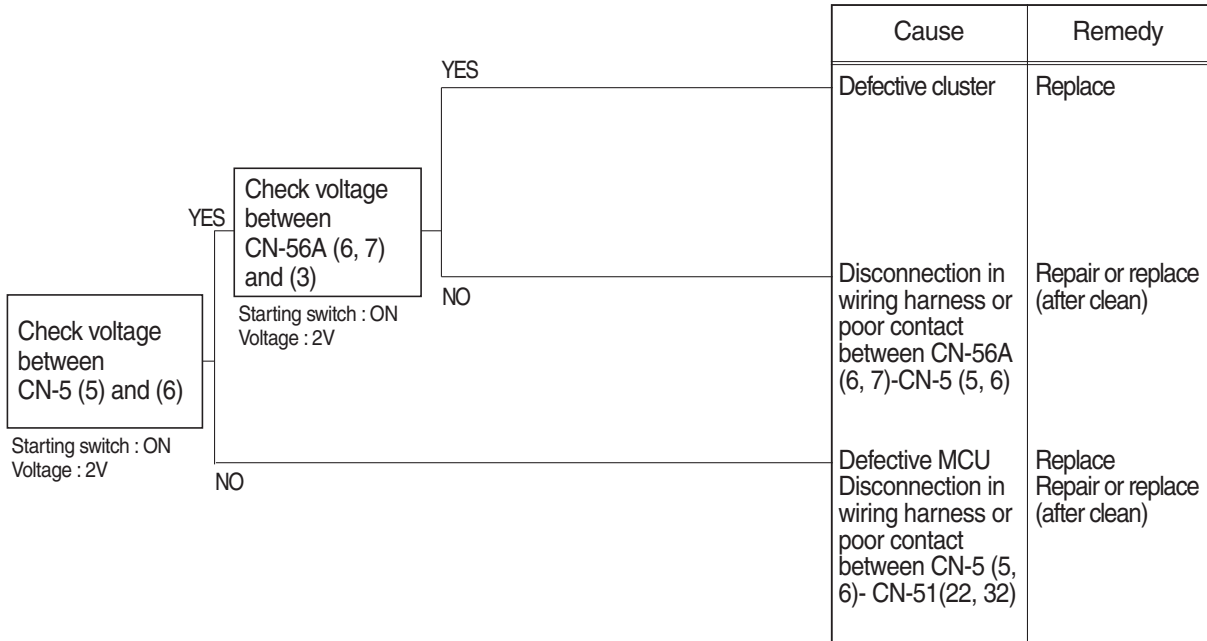 Cause
Remedy
YES
Defective cluster
Replace
Check voltage
between
CN-56A (6, 7)
and (3)
YES
NO
Starting switch : ON
Voltage : 2V
Disconnection in
wiring harness or
poor contact
between CN-56A
(6, 7)-CN-5 (5, 6)
Repair or replace
(after clean)
Check voltage
between
CN-5 (5) and (6)
Starting switch : ON
Voltage : 2V
NO
Defective MCU
Disconnection in
wiring harness or
poor contact
between CN-5 (5,
6)- CN-51(22, 32)
Replace
Repair or replace
(after clean)